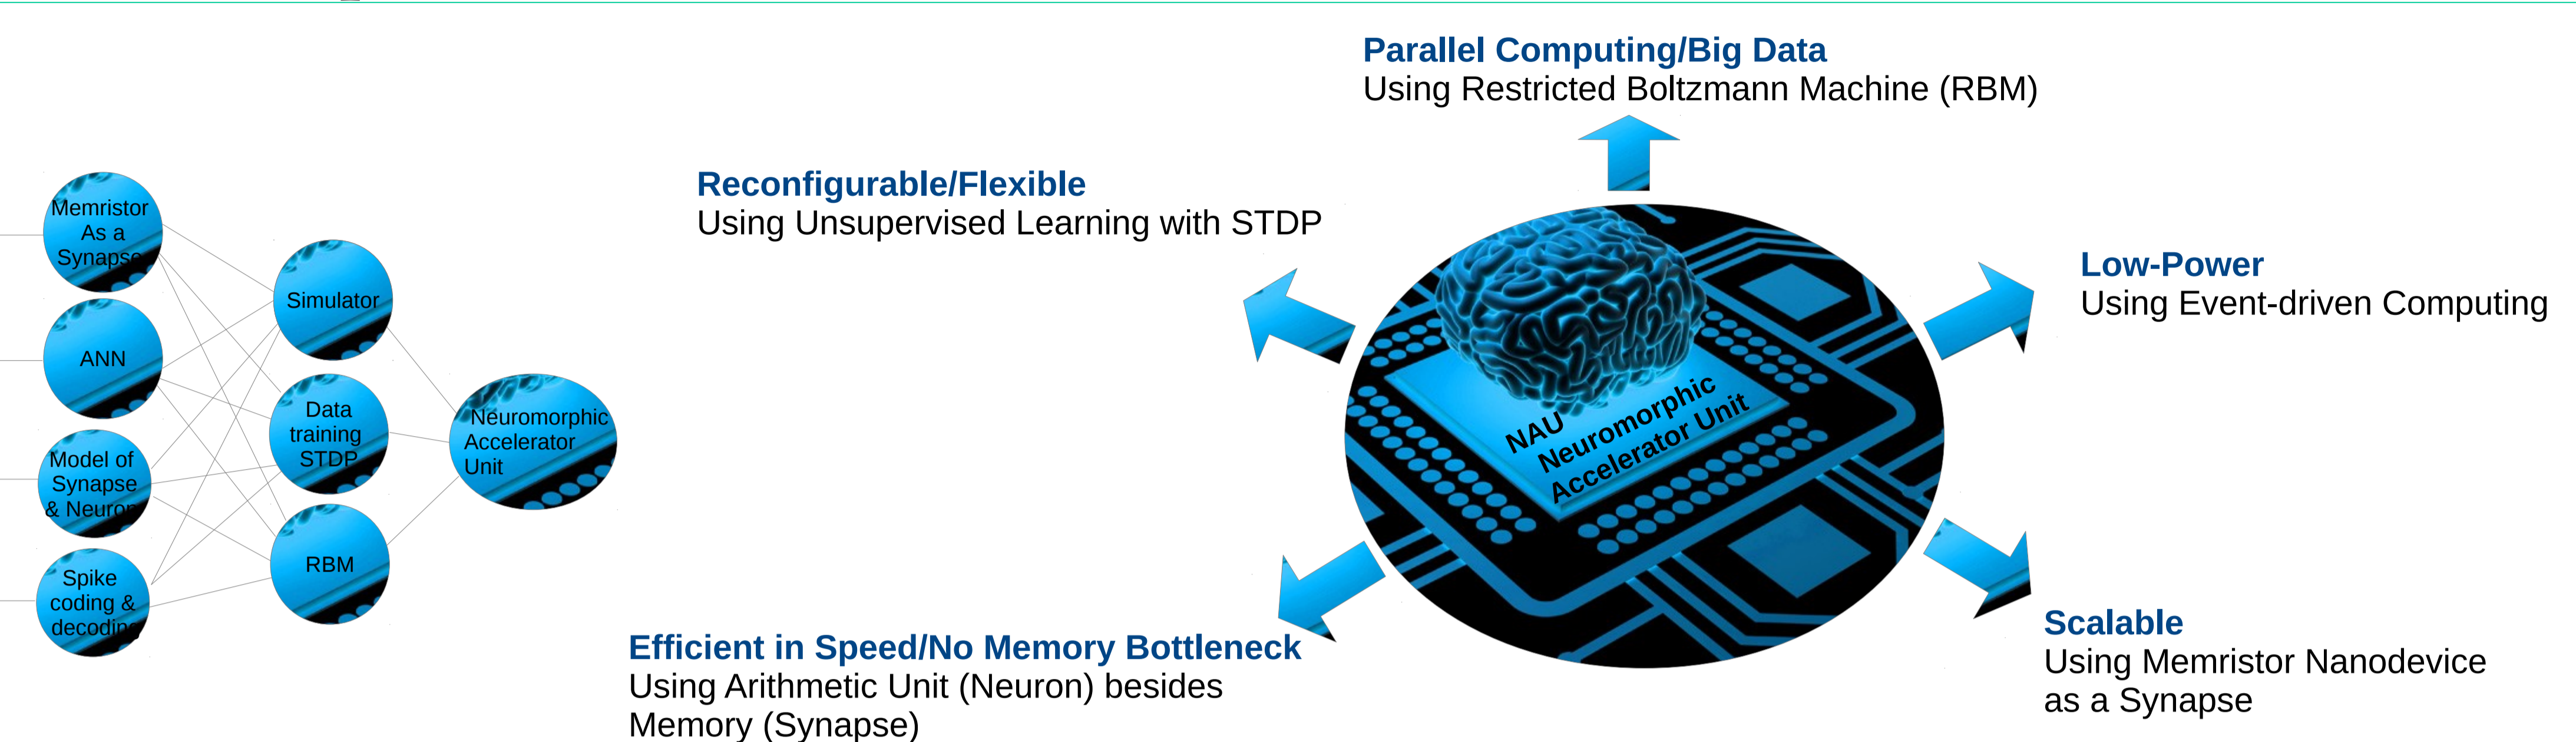 Memristor
As a
Synapse
ANN
Model of
Synapse
& Neuron
Spike
coding &
decoding
Simulator
Data
training
STDP
RBM
Neuromorphic
Accelerator
Unit
Reconfigurable/Flexible
Using Unsupervised Learning with STDP
Efficient in Speed/No Memory Bottleneck
Using Arithmetic Unit (Neuron) besides
Memory (Synapse)
Parallel Computing/Big Data
Using Restricted Boltzmann Machine (RBM)
NAU
Neuromorphic
Accelerator Unit
Low-Power
Using Event-driven Computing
Scalable
Using Memristor Nanodevice
as a Synapse